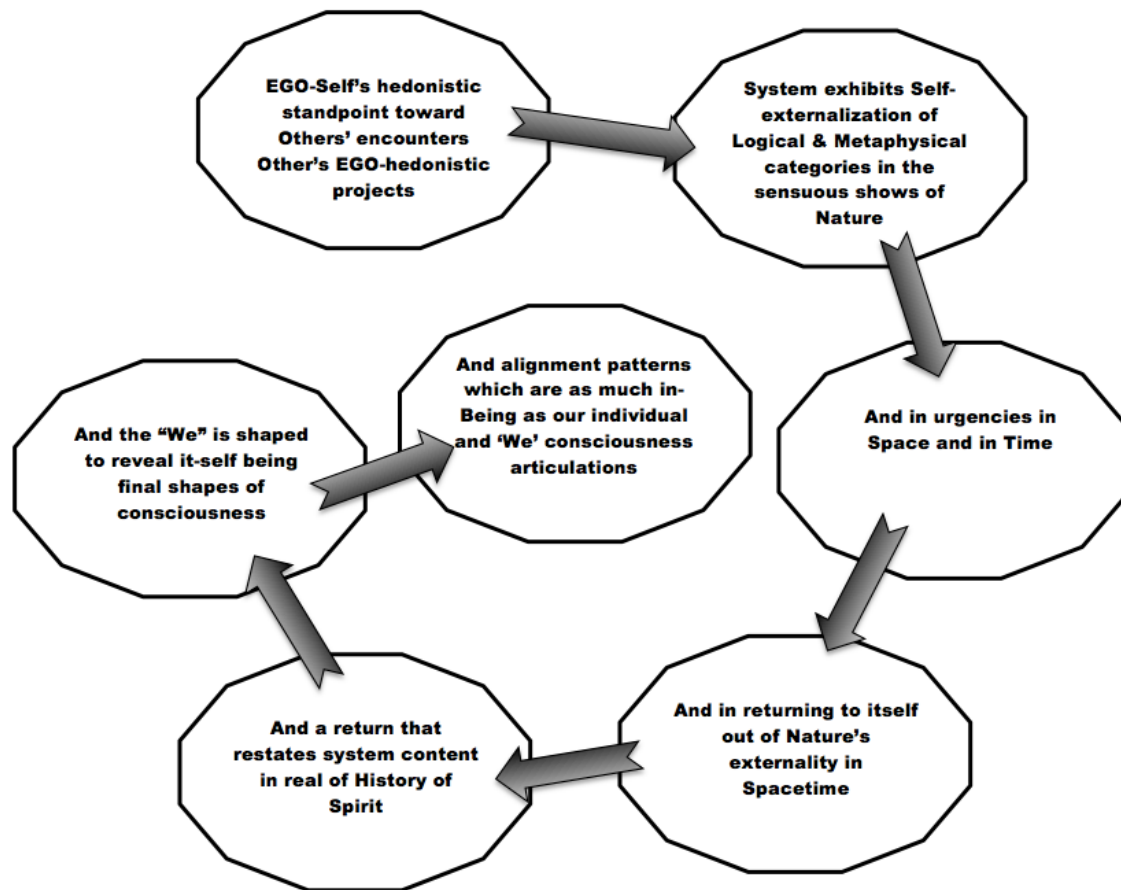 EGO-Self's hedonistic
standpoint toward
Others' encounters
Other's EGO-hedonistic
projects
System exhibits Self-
externalization of
Logical & Metaphysical
categories in the
sensuous shows of
Nature
And in urgencies in
Space and in Time
And in returning to itself
out of Nature's
externality in
Spacetime
And a return that
restates system content
in real of History of
Spirit
And the “We” is shaped
to reveal it-self being
final shapes of
consciousness
And alignment patterns
which are as much in-
Being as our individual
and ‘We’ consciousness
articulations